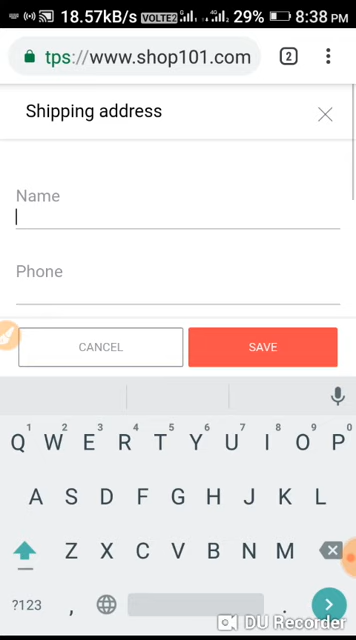 18.57kB/s VOLTE2 G 4G 29% 8:38 PM
tps://www.shop101.com 2
Shipping address
Name
Phone
CANCEL SAVE
1 2 3 4 5 6 7 8 9 0
Q W E R T Y U I O P
A S D F G H J K L
Z X C V B N M
?123 , .
DU Recorder